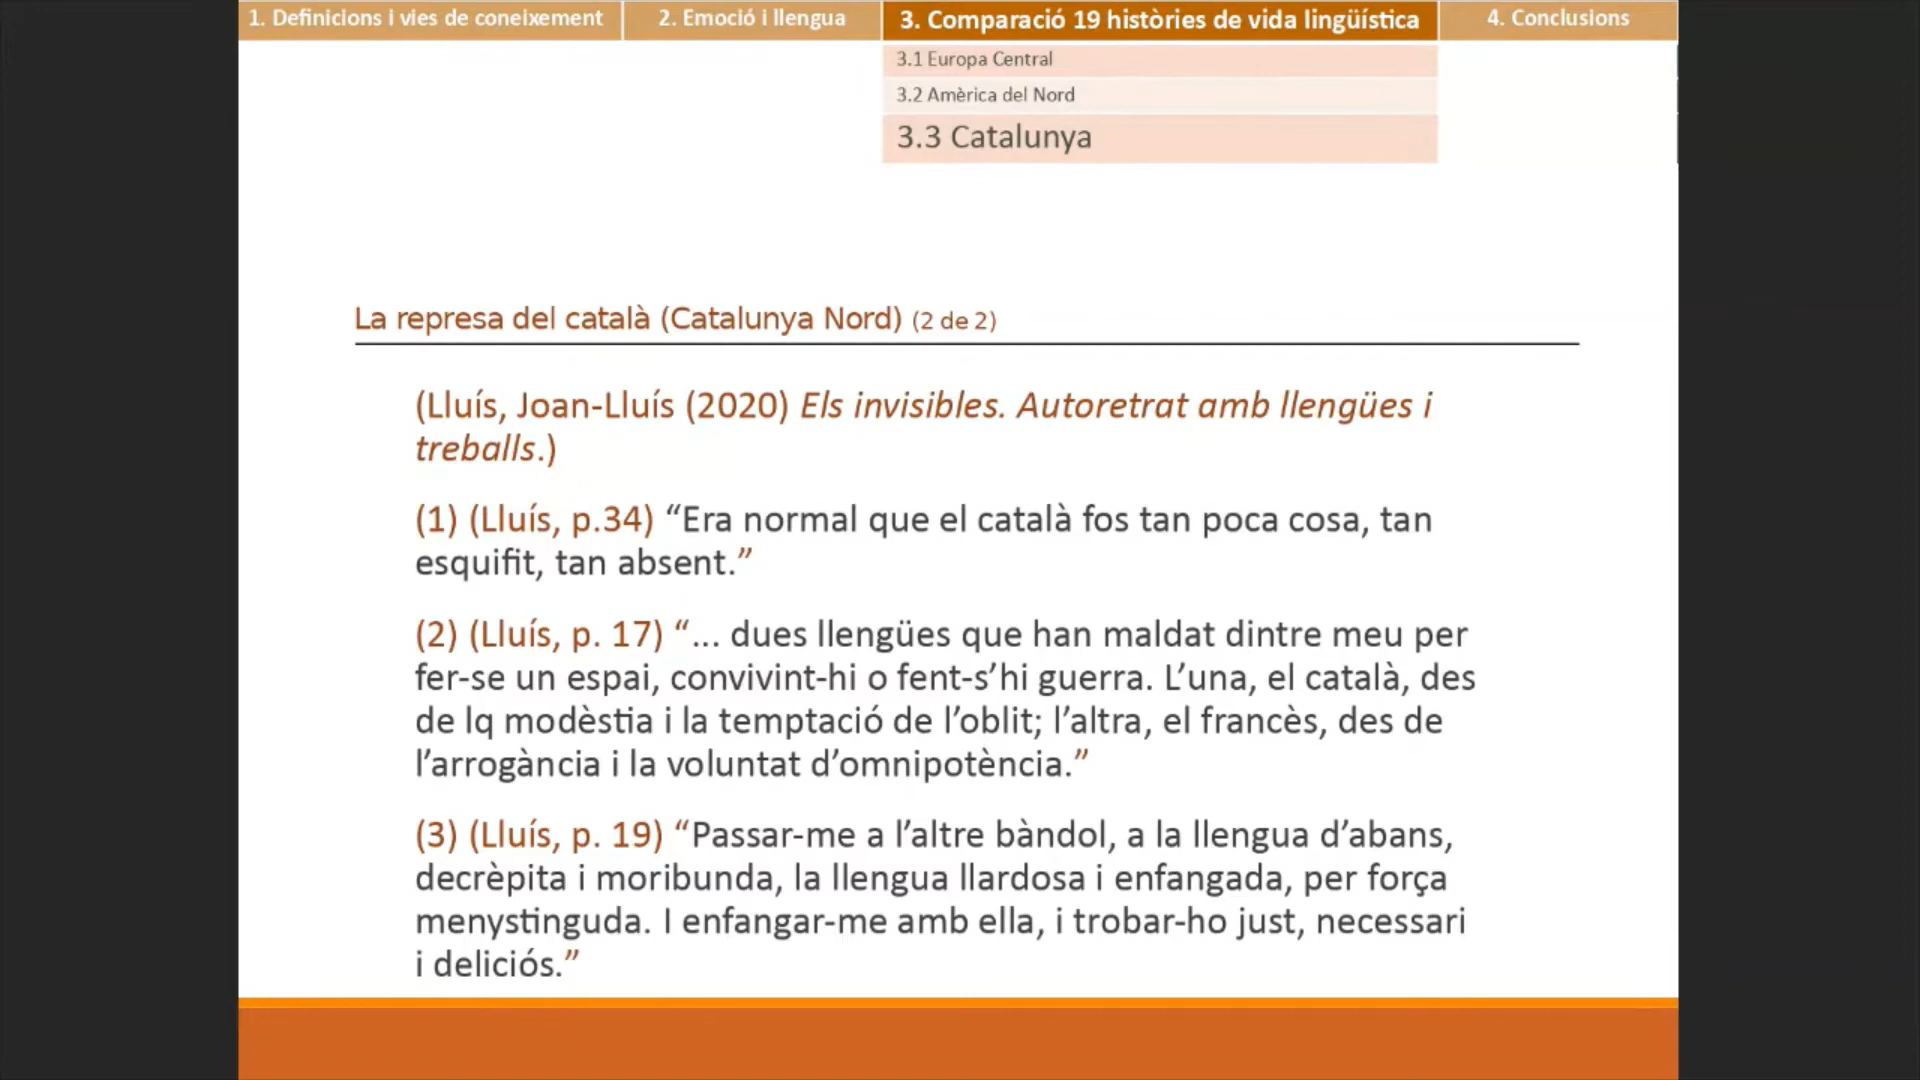 1. Definicions i vies de coneixement
2. Emoció i llengua
3. Comparació 19 històries de vida lingüística
4. Conclusions
3.1 Europa Central
3.2 Amèrica del Nord
3.3 Catalunya
La represa del català (Catalunya Nord) (2 de 2)
(Lluís, Joan-Lluís (2020) Els invisibles. Autoretrat amb llengües i
treballs.)
(1) (Lluís, p.34) “Era normal que el català fos tan poca cosa, tan
esquifit, tan absent.”
(2) (Lluís, p. 17) “... dues llengües que han maldat dintre meu per
fer-se un espai, convivint-hi o fent-s’hi guerra. L’una, el català, des
de lq modèstia i la temptació de l’oblit; l’altra, el francès, des de
l’arrogància i la voluntat d’omnipotència.”
(3) (Lluís, p. 19) “Passar-me a l’altre bàndol, a la llengua d’abans,
decrèpita i moribunda, la llengua llardosa i enfangada, per força
menystinguda. I enfangar-me amb ella, i trobar-ho just, necessari
i deliciós.”